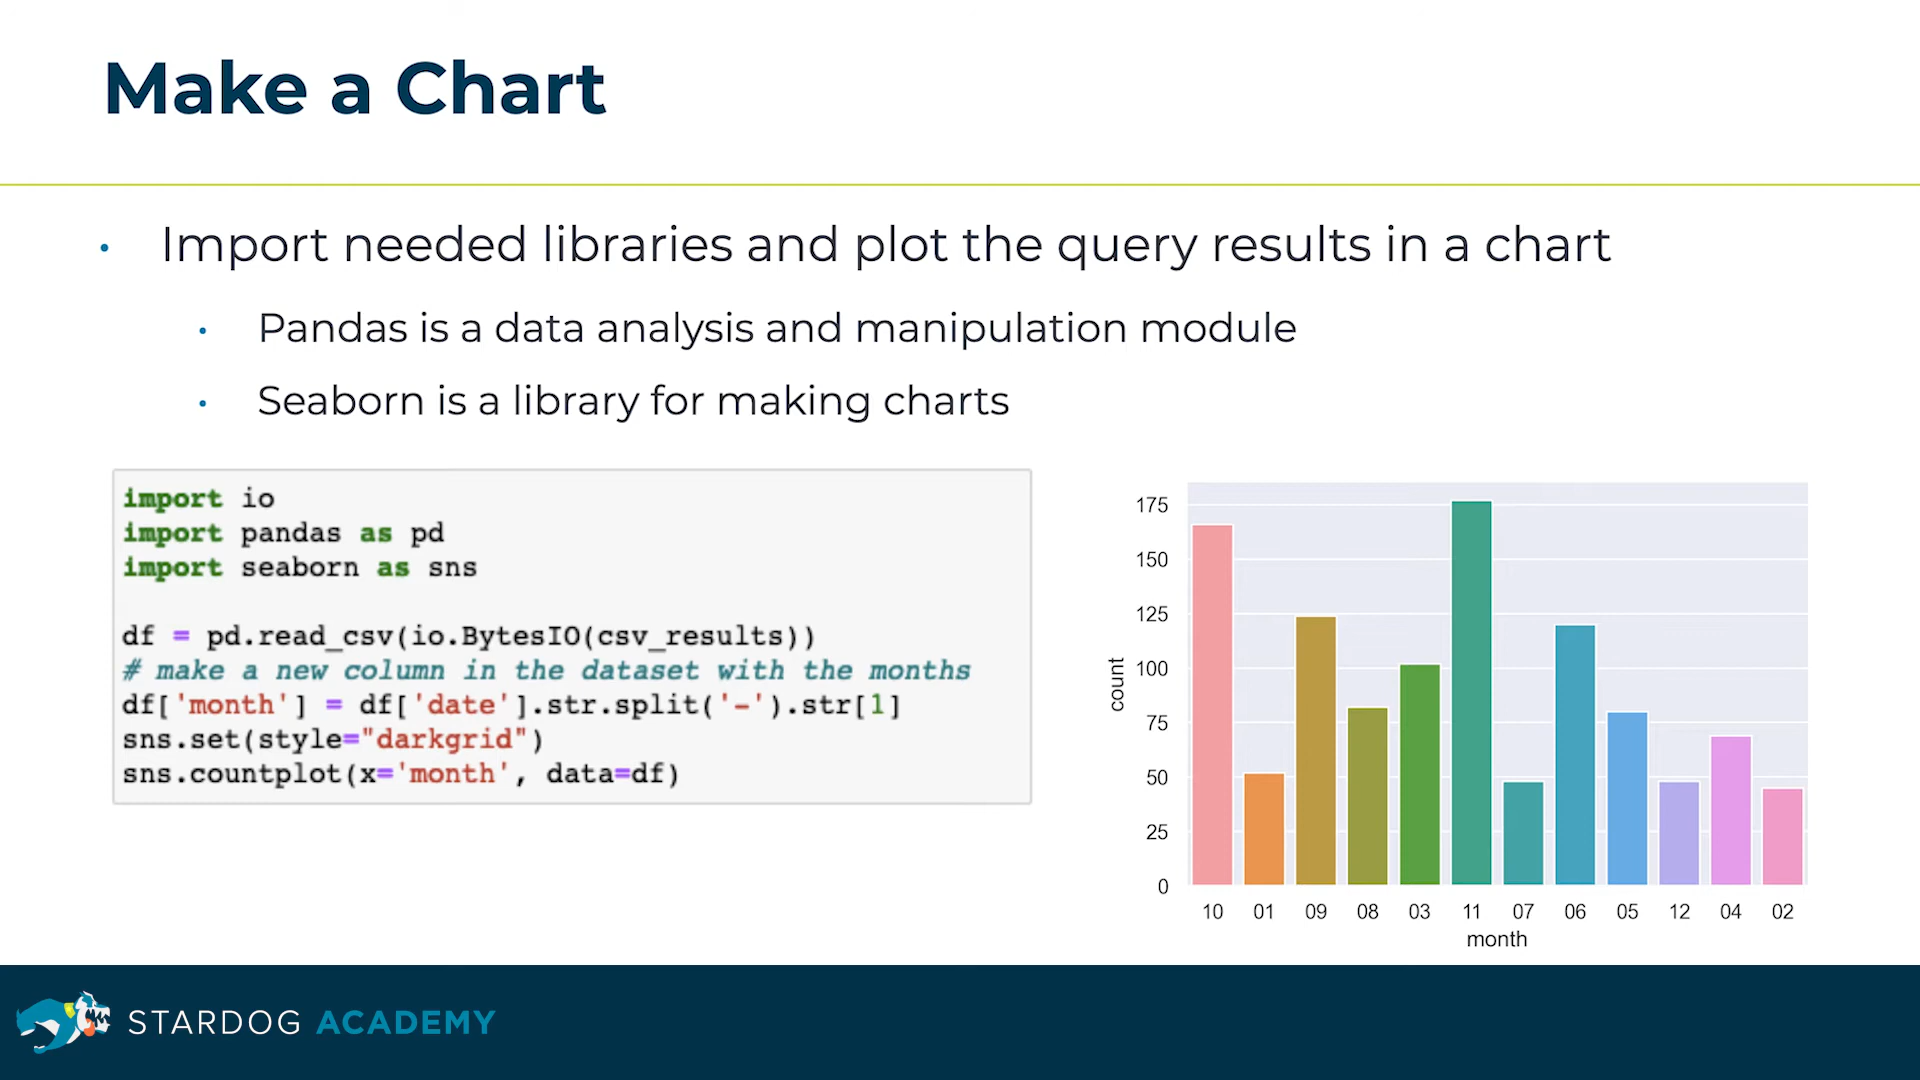 Make a Chart
• Import needed libraries and plot the query results in a chart
• Pandas is a data analysis and manipulation module
• Seaborn is a library for making charts
import io
import pandas as pd
import seaborn as sns
df = pd.read_csv(io.BytesIO(csv_results))
# make a new column in the dataset with the months
df['month'] = df['date'].str.split('-').str[1]
sns.set(style="darkgrid")
sns.countplot(x='month', data=df)
175
150
125
100
75
50
25
0
count
10 01 09 08 03 11 07 06 05 12 04 02
month
STARDOG ACADEMY